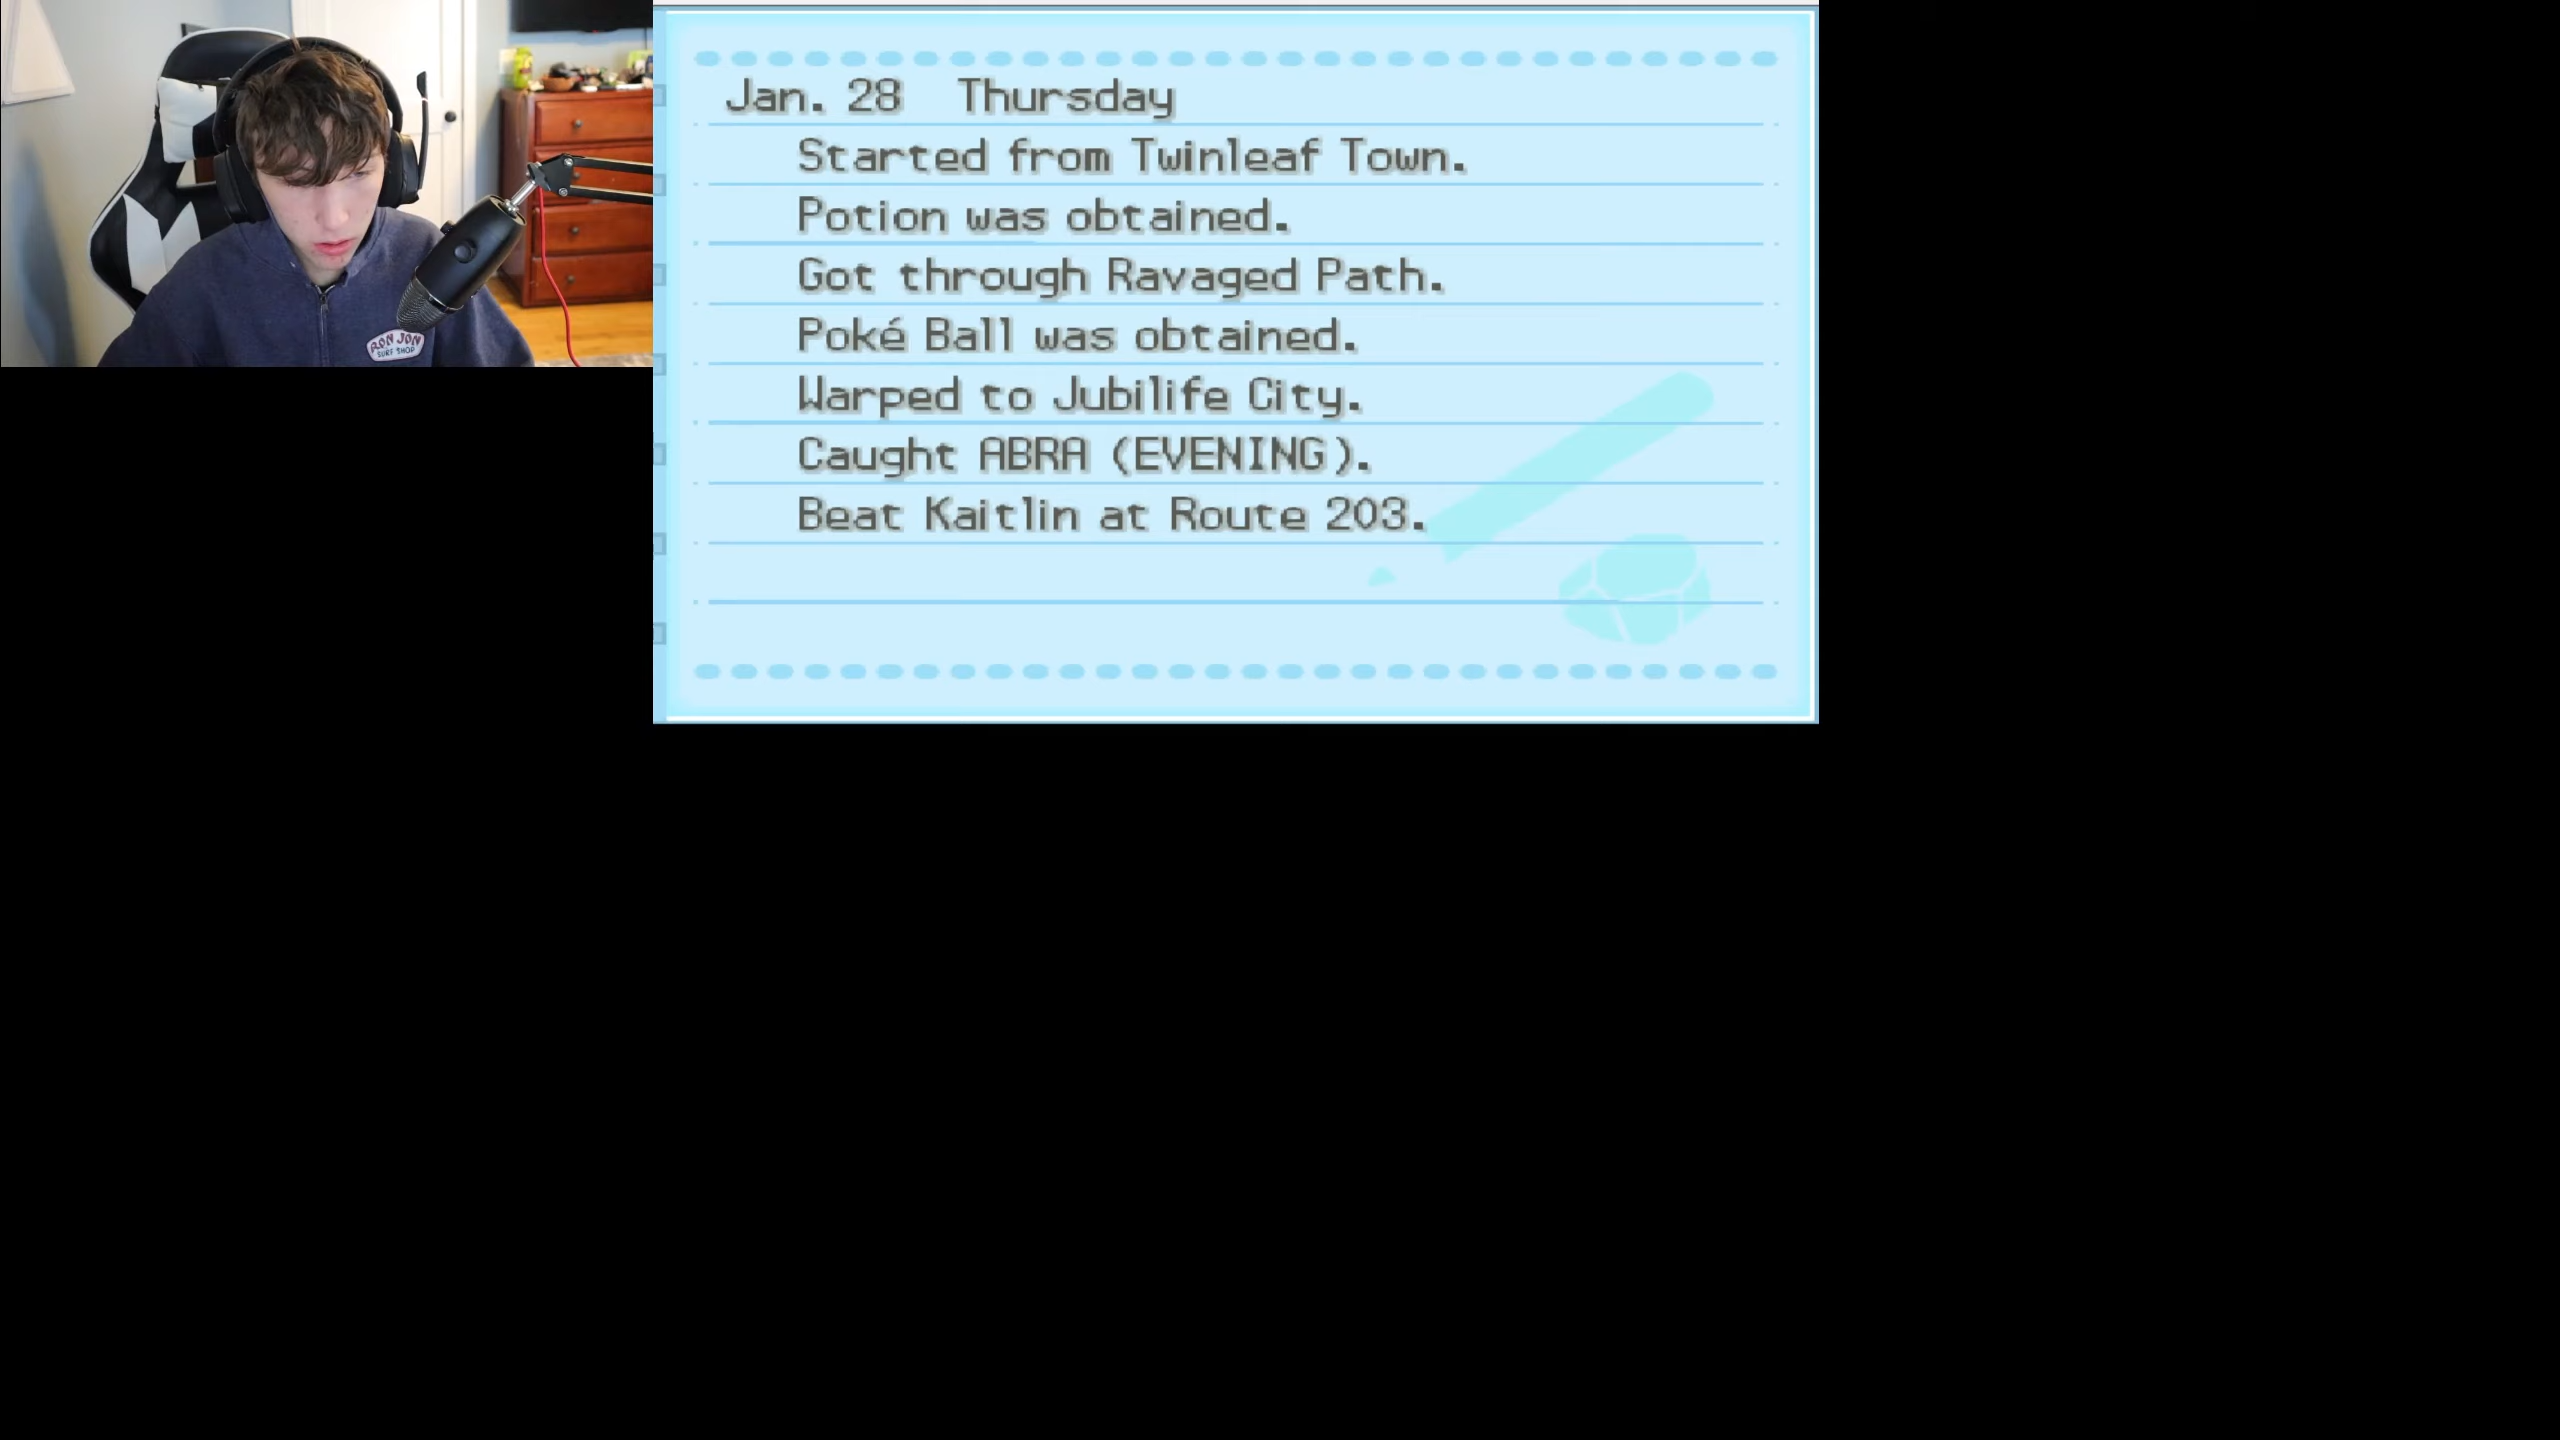 RON JON
SURF SHOP
Jan. 28 Thursday
Started from Twinleaf Town.
Potion was obtained.
Got through Ravaged Path.
Poké Ball was obtained.
Warped to Jubilife City.
Caught ABRA (EVENING).
Beat Kaitlin at Route 203.